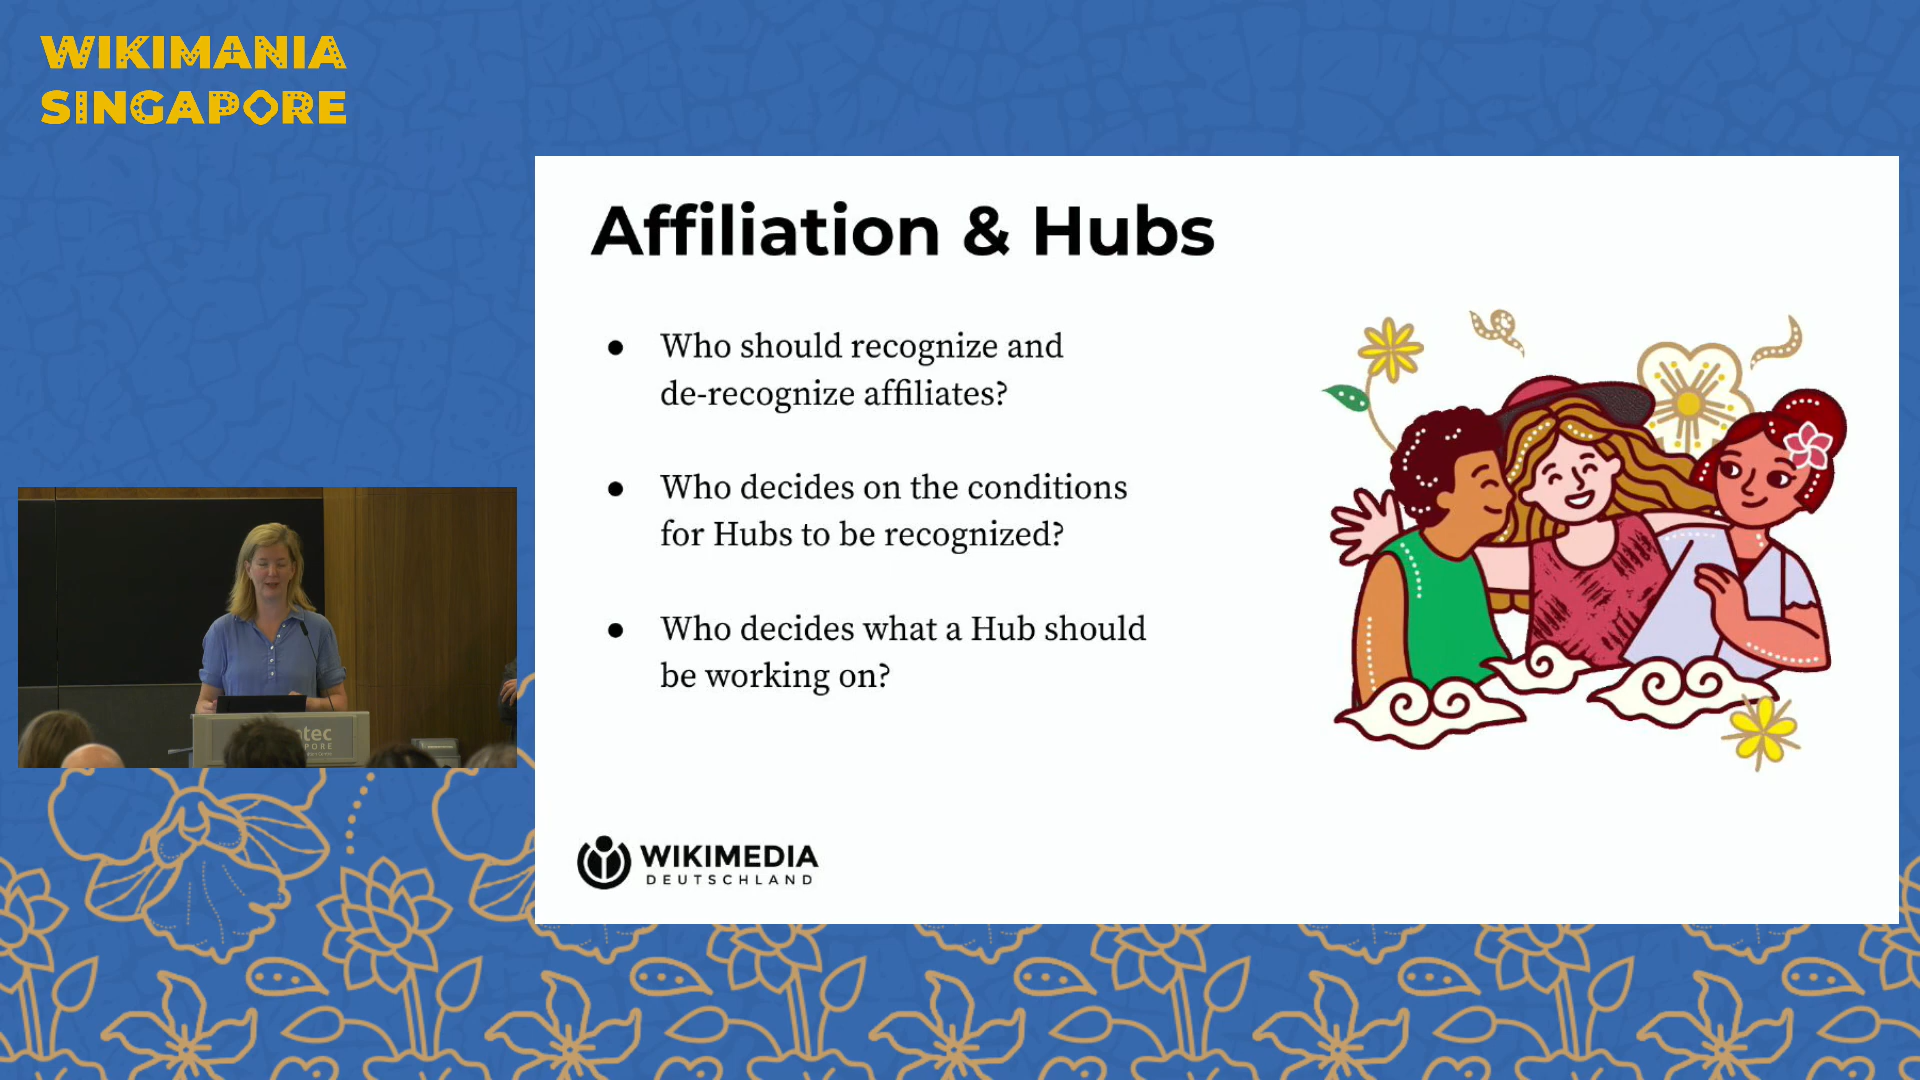 WIKIMANIA
SINGAPORE
Affiliation & Hubs
● Who should recognize and
de-recognize affiliates?
● Who decides on the conditions
for Hubs to be recognized?
● Who decides what a Hub should
be working on?
WIKIMEDIA
DEUTSCHLAND